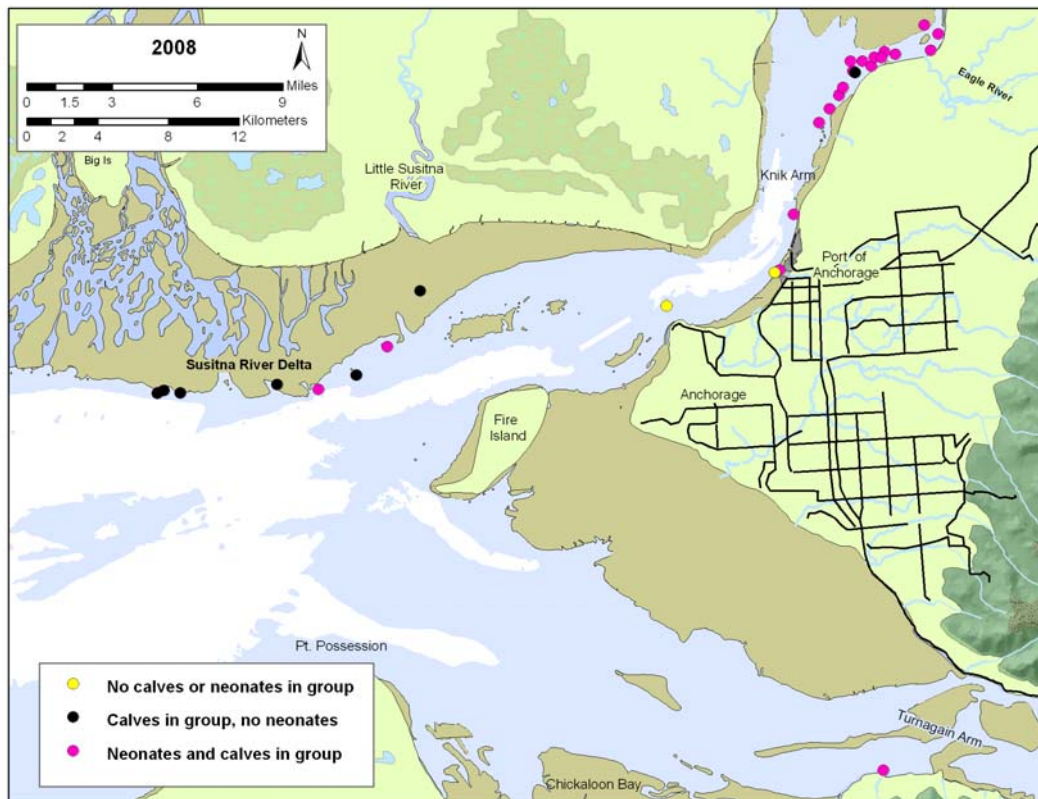 2008
N
Miles
0 1.5 3 6 9
Kilometers
0 2 4 8 12
Big Is
Little Susitna
River
Eagle River
Knik Arm
Port of
Anchorage
Susitna River Delta
Anchorage
Fire
Island
Pt. Possession
No calves or neonates in group
Calves in group, no neonates
Neonates and calves in group
Turnagain Arm
Chickaloon Bay